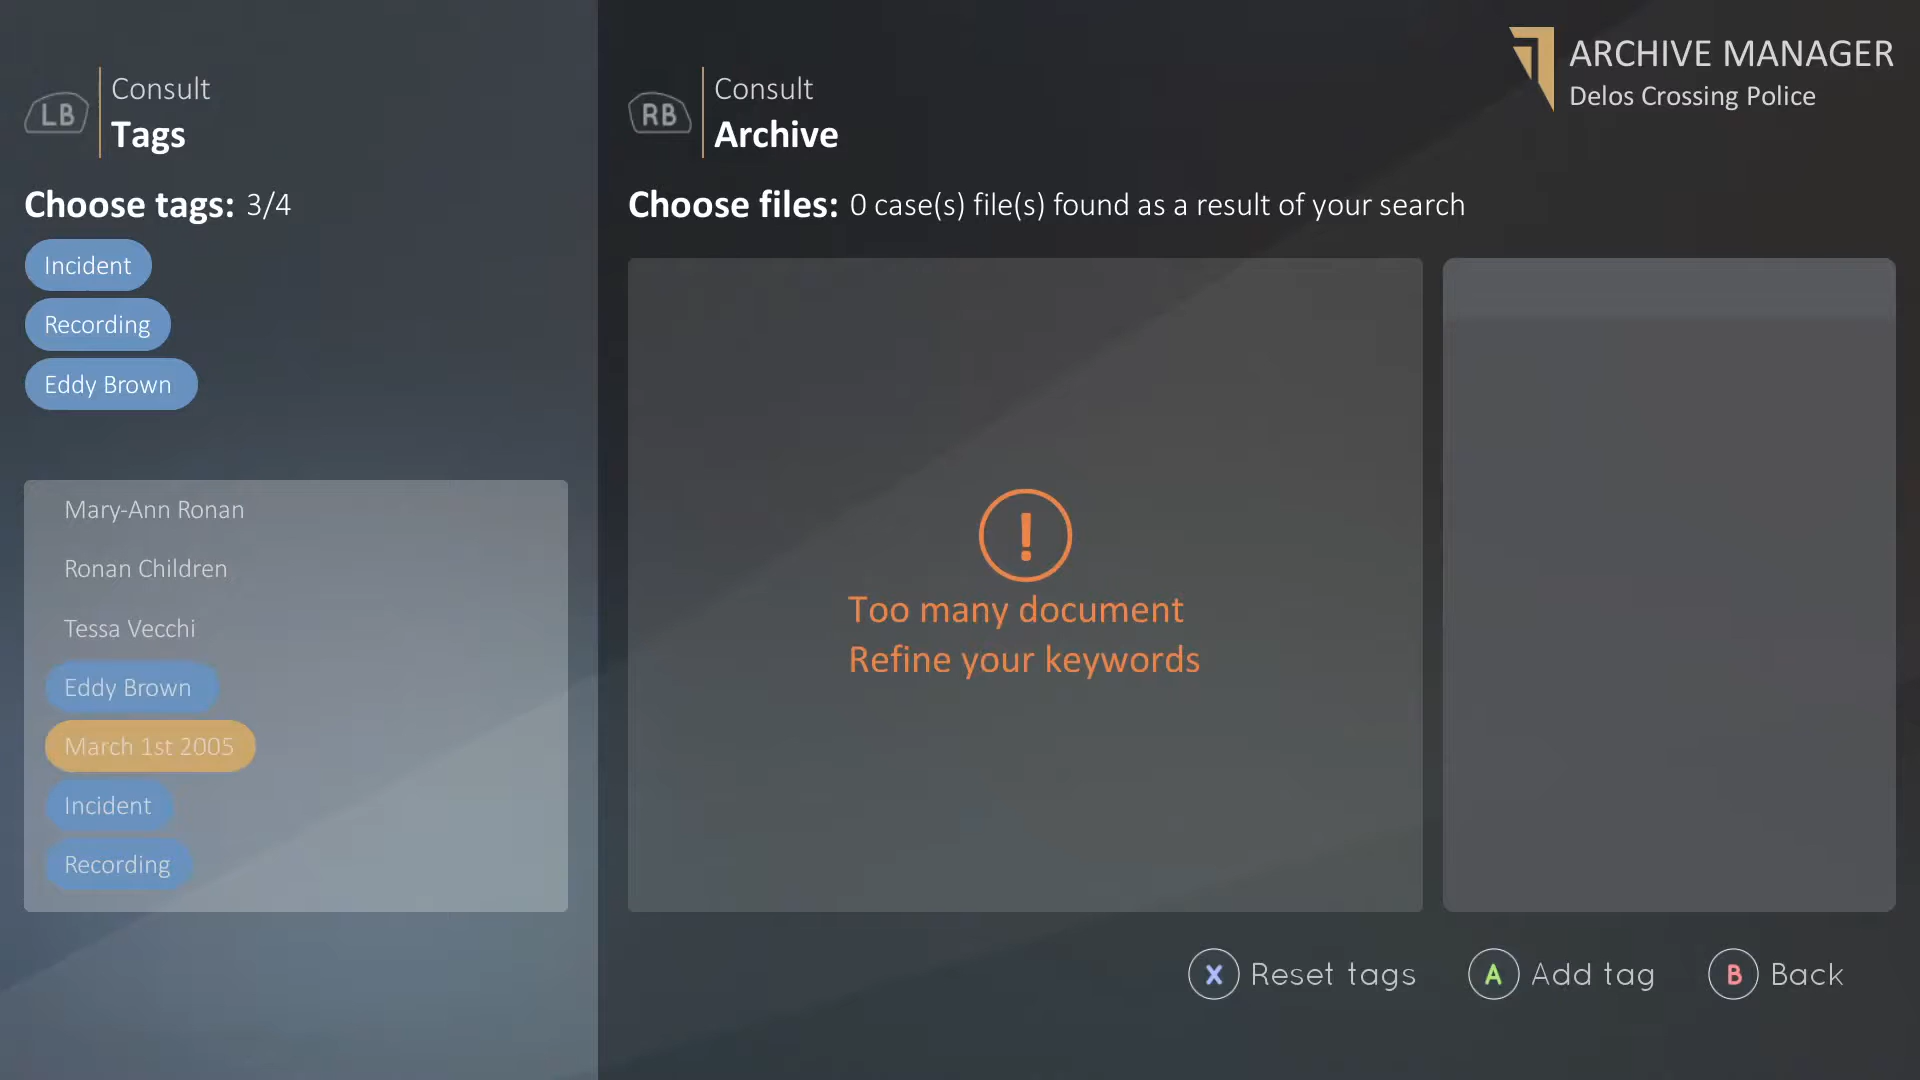 LB
Consult
Tags
Choose tags: 3/4
Incident
Recording
Eddy Brown
Mary-Ann Ronan
Ronan Children
Tessa Vecchi
Eddy Brown
March 1st 2005
Incident
Recording
RB
Consult
Archive
ARCHIVE MANAGER
Delos Crossing Police
Choose files: 0 case(s) file(s) found as a result of your search
!
Too many document
Refine your keywords
X Reset tags
A Add tag
B Back